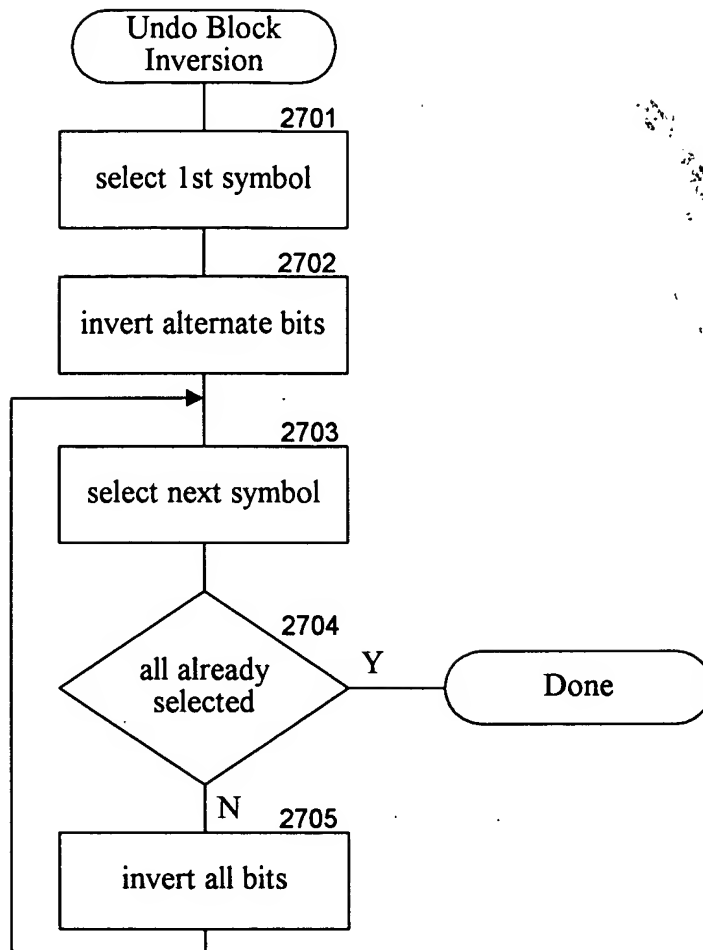 Undo Block
Inversion
2701
select 1st symbol
2702
invert alternate bits
2703
select next symbol
2704
all already
selected
Y
Done
N
2705
invert all bits